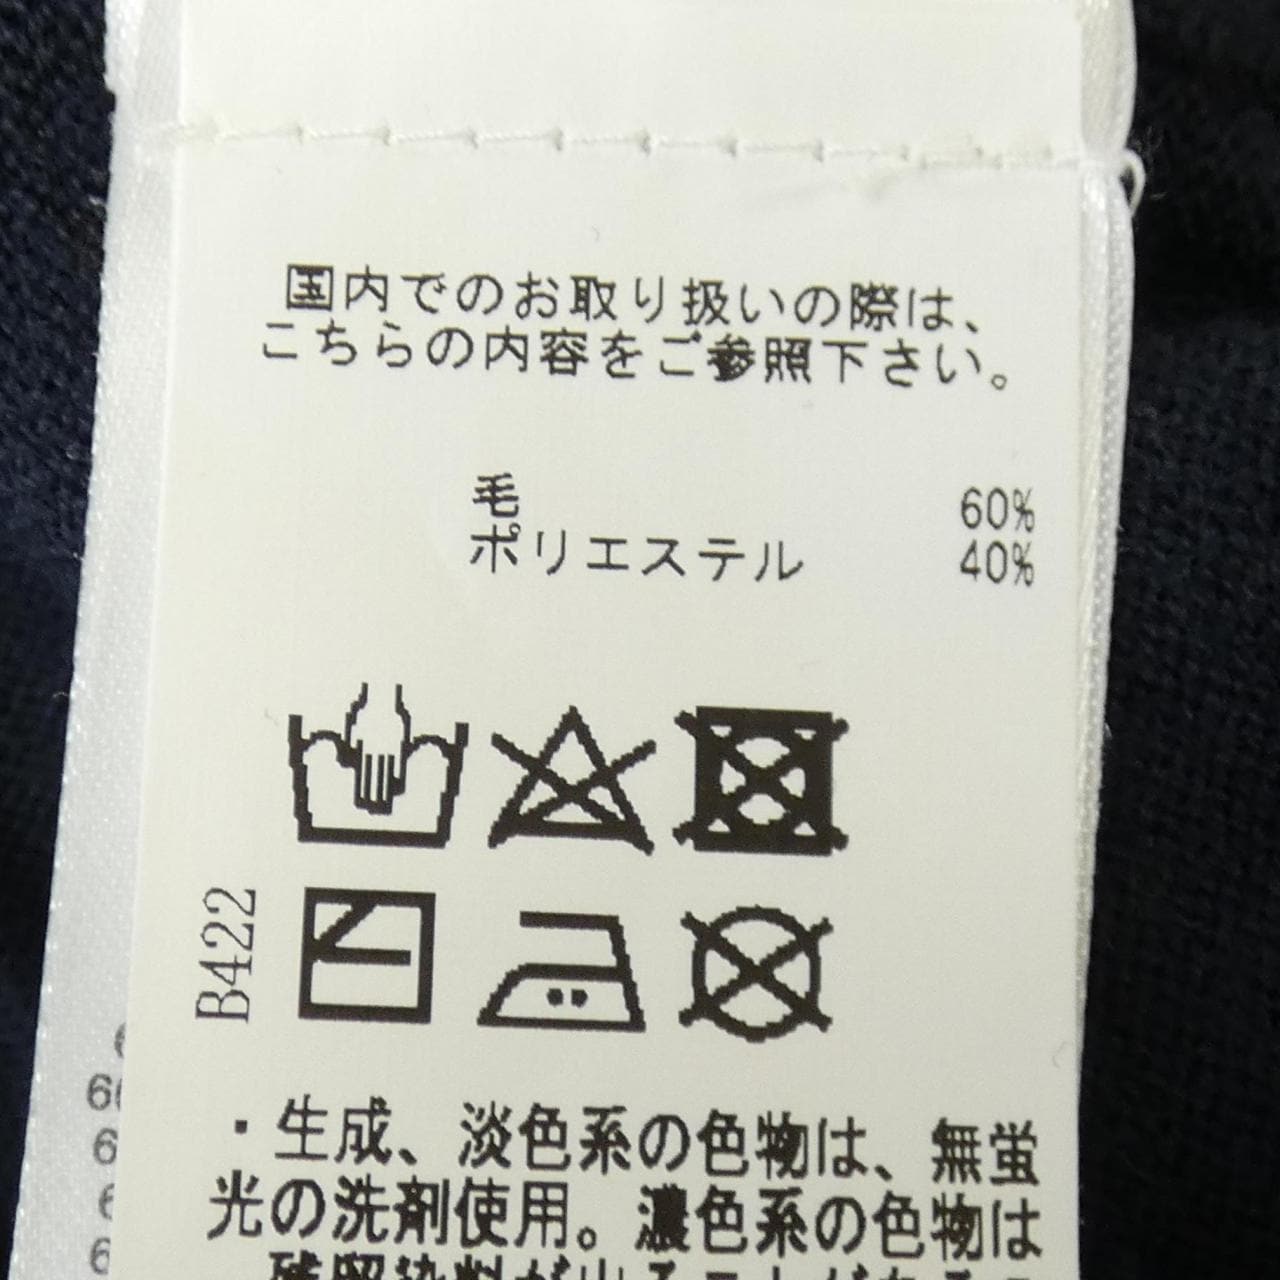 国内でのお取り扱いの際は、
こちらの内容をご参照下さい。
毛 60%
ポリエステル 40%
B422
・生成、淡色系の色物は、無蛍
光の洗剤使用。濃色系の色物は